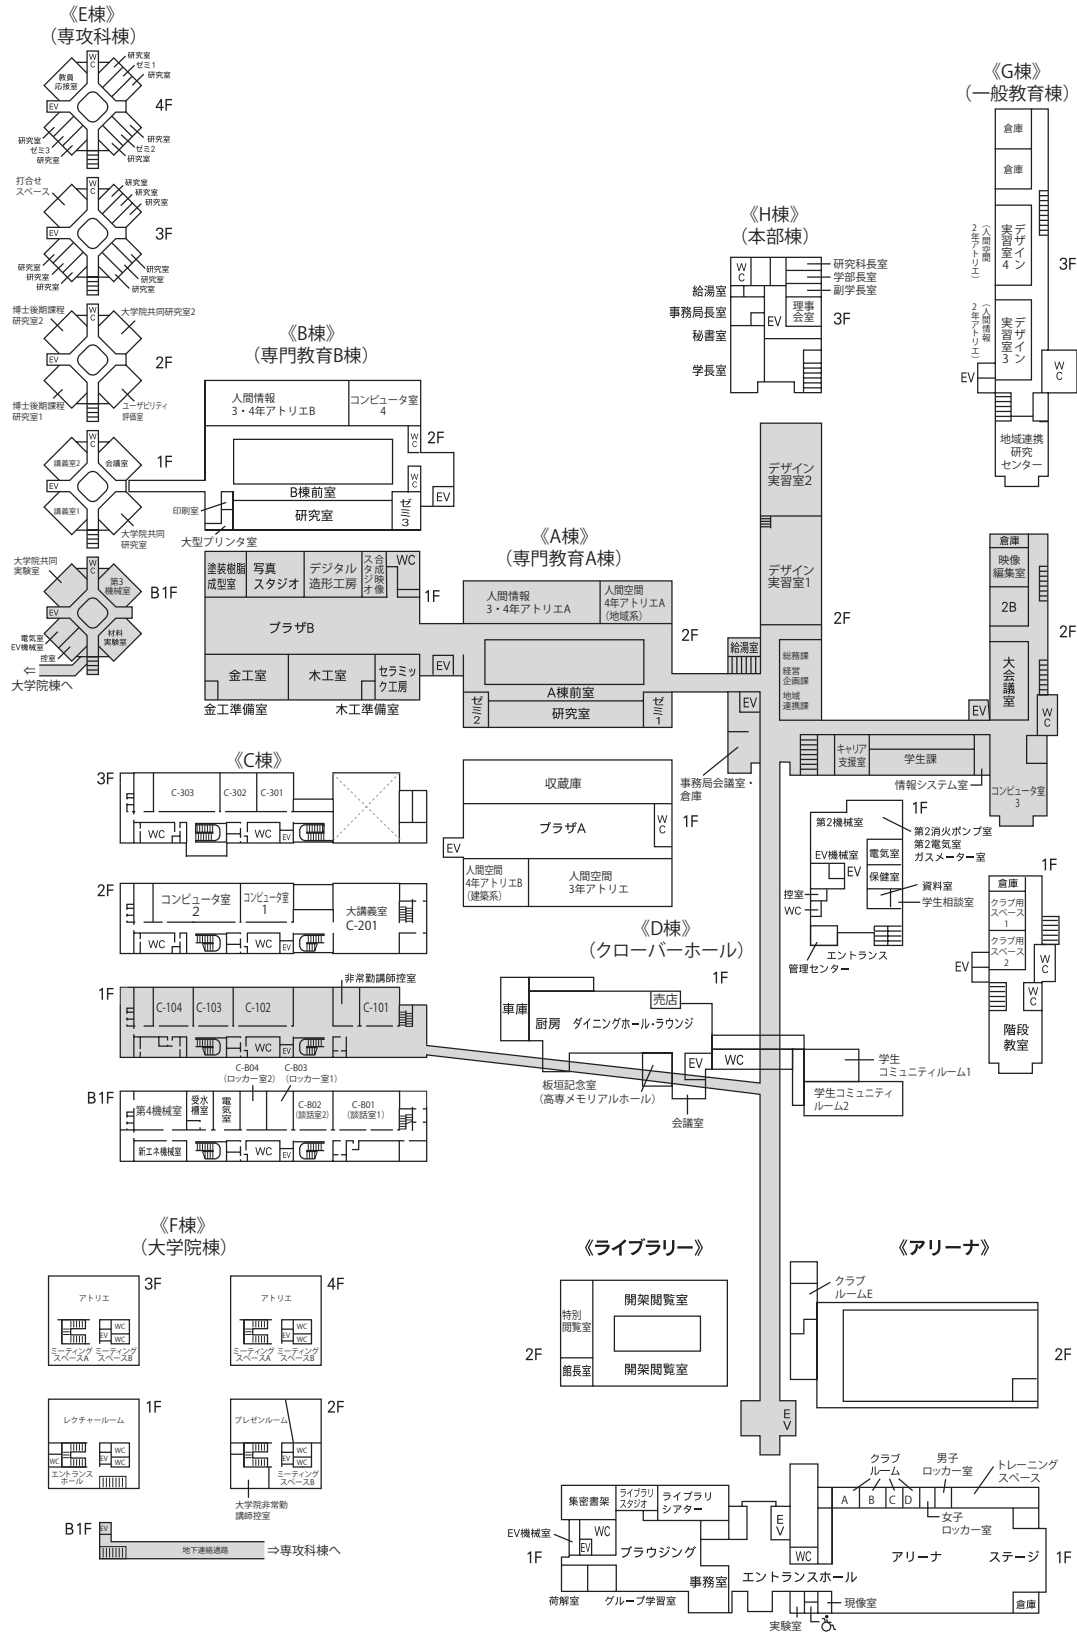 《E棟》
(専攻科棟)
WC
研究室
ゼミ1
研究室
教員
応接室
EV
4F
研究室
ゼミ3
研究室
研究室
ゼミ2
研究室
打合せ
スペース
WC
研究室
研究室
研究室
EV
3F
研究室
研究室
研究室
研究室
研究室
研究室
博士後期課程
研究室2
WC
大学院共同研究室2
EV
2F
博士後期課程
研究室1
ユーザビリティ
評価室
WC
講義室2
会議室
1F
EV
講義室1
大学院共同
研究室
大学院共同
実験室
WC
第3
機械室
B1F
EV
電気室
EV機械室
控室
材料
実験室
⇐
大学院棟へ
《B棟》
(専門教育B棟)
人間情報
3・4年アトリエB
コンピュータ室
4
WC
2F
WC
EV
B棟前室
研究室
ゼミ3
印刷室
大型プリンタ室
塗装樹脂
成型室
写真
スタジオ
デジタル
造形工房
合成映像
スタジオ
WC
1F
プラザB
金工室
木工室
セラミッ
ク工房
EV
金工準備室
木工準備室
《A棟》
(専門教育A棟)
人間情報
3・4年アトリエA
人間空間
4年アトリエA
(地域系)
2F
A棟前室
ゼミ2
研究室
ゼミ1
収蔵庫
プラザA
WC
1F
EV
人間空間
4年アトリエB
(建築系)
人間空間
3年アトリエ
《H棟》
(本部棟)
WC
研究科長室
学部長室
副学長室
給湯室
事務局長室
理事
会室
EV
3F
秘書室
学長室
デザイン
実習室2
デザイン
実習室1
2F
給湯室
総務課
経営
企画課
地域
連携課
EV
事務局会議室・
倉庫
キャリア
支援室
学生課
情報システム室
1F
第2機械室
第2消火ポンプ室
第2電気室
ガスメーター室
EV機械室
電気室
EV
保健室
控室
資料室
WC
学生相談室
エントランス
管理センター
《G棟》
(一般教育棟)
倉庫
倉庫
デザイン
実習室4
(人間空間
2年アトリエ)
3F
デザイン
実習室3
(人間情報
2年アトリエ)
EV
WC
地域連携
研究
センター
倉庫
映像
編集室
2B
2F
大会議室
EV
WC
コンピュータ室
3
1F
倉庫
クラブ用
スペース
1
クラブ用
スペース
2
EV
WC
WC
階段
教室
《C棟》
3F
C-303
C-302
C-301
WC
WC
EV
2F
コンピュータ室
2
コンピュータ室
1
大講義室
C-201
WC
WC
EV
非常勤講師控室
1F
C-104
C-103
C-102
C-101
WC
EV
C-B04
(ロッカー室2)
C-B03
(ロッカー室1)
B1F
第4機械室
受水槽室
電気室
C-B02
(談話室2)
C-B01
(談話室1)
新エネ機械室
WC
EV
《D棟》
(クローバーホール)
1F
車庫
厨房
売店
ダイニングホール・ラウンジ
EV
WC
板垣記念室
(高専メモリアルホール)
会議室
学生
コミュニティルーム1
学生コミュニティ
ルーム2
《F棟》
(大学院棟)
3F
アトリエ
EV
WC
WC
ミーティング
スペースA
ミーティング
スペースB
4F
アトリエ
EV
WC
WC
ミーティング
スペースA
ミーティング
スペースB
1F
レクチャールーム
WC
EV
WC
WC
エントランス
ホール
2F
プレゼンルーム
EV
WC
WC
ミーティング
スペースB
大学院非常勤
講師控室
B1F
EV
地下連絡通路
⇒専攻科棟へ
《ライブラリー》
開架閲覧室
特別
閲覧室
2F
館長室
開架閲覧室
EV
集密書架
ライブラリ
スタジオ
ライブラリ
シアター
EV機械室
WC
EV
1F
ブラウジング
事務室
荷解室
グループ学習室
《アリーナ》
クラブ
ルームE
2F
クラブ
ルーム
男子
ロッカー室
トレーニング
スペース
A
B
C
D
女子
ロッカー室
EV
WC
エントランスホール
アリーナ
ステージ
1F
実験室
現像室
倉庫